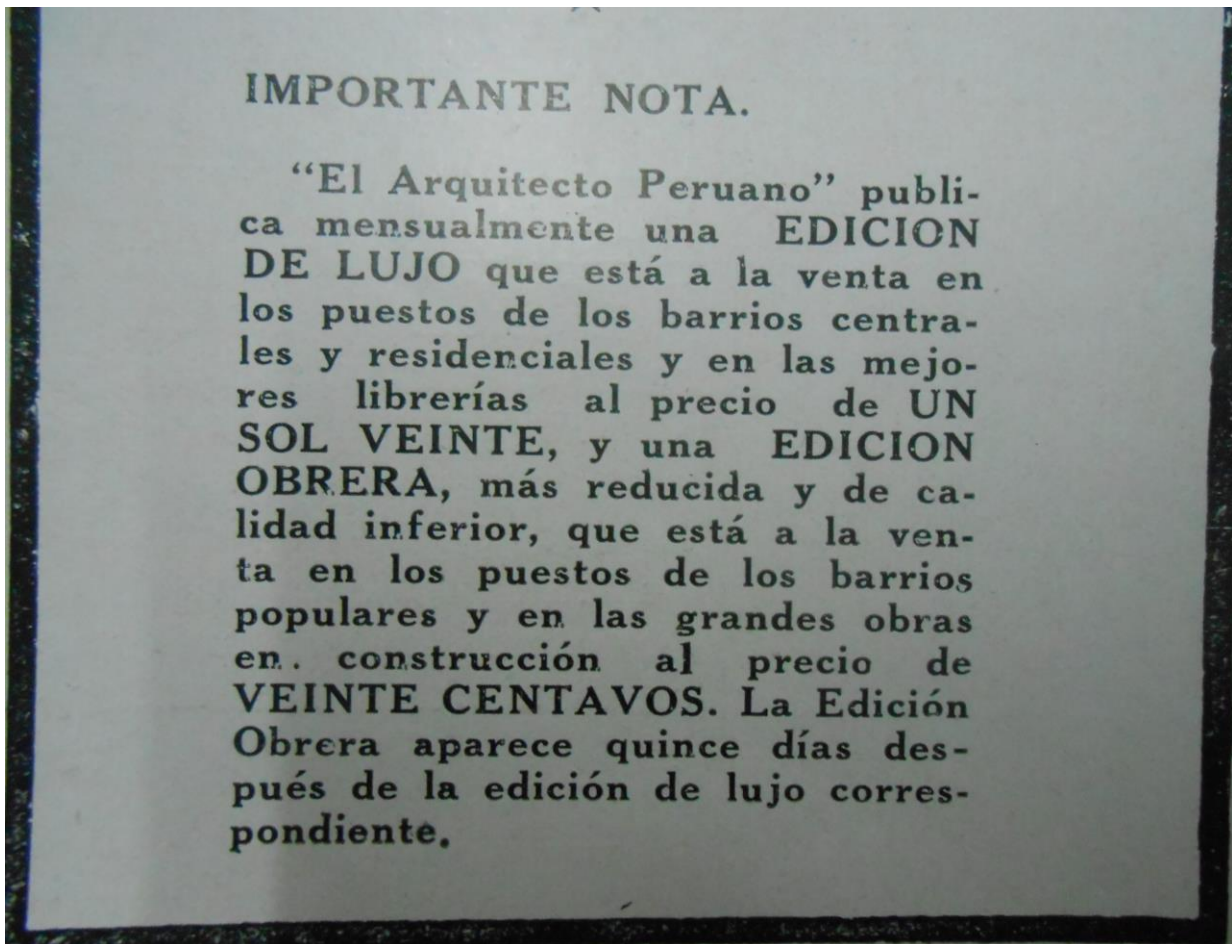 IMPORTANTE NOTA.
"El Arquitecto Peruano" publi-
ca mensualmente una EDICION
DE LUJO que está a la venta en
los puestos de los barrios centra-
les y residenciales y en las mejo-
res librerías al precio de UN
SOL VEINTE, y una EDICION
OBRERA, más reducida y de ca-
lidad inferior, que está a la ven-
ta en los puestos de los barrios
populares y en las grandes obras
en. construcción al precio de
VEINTE CENTAVOS. La Edición
Obrera aparece quince días des-
pués de la edición de lujo corres-
pondiente.